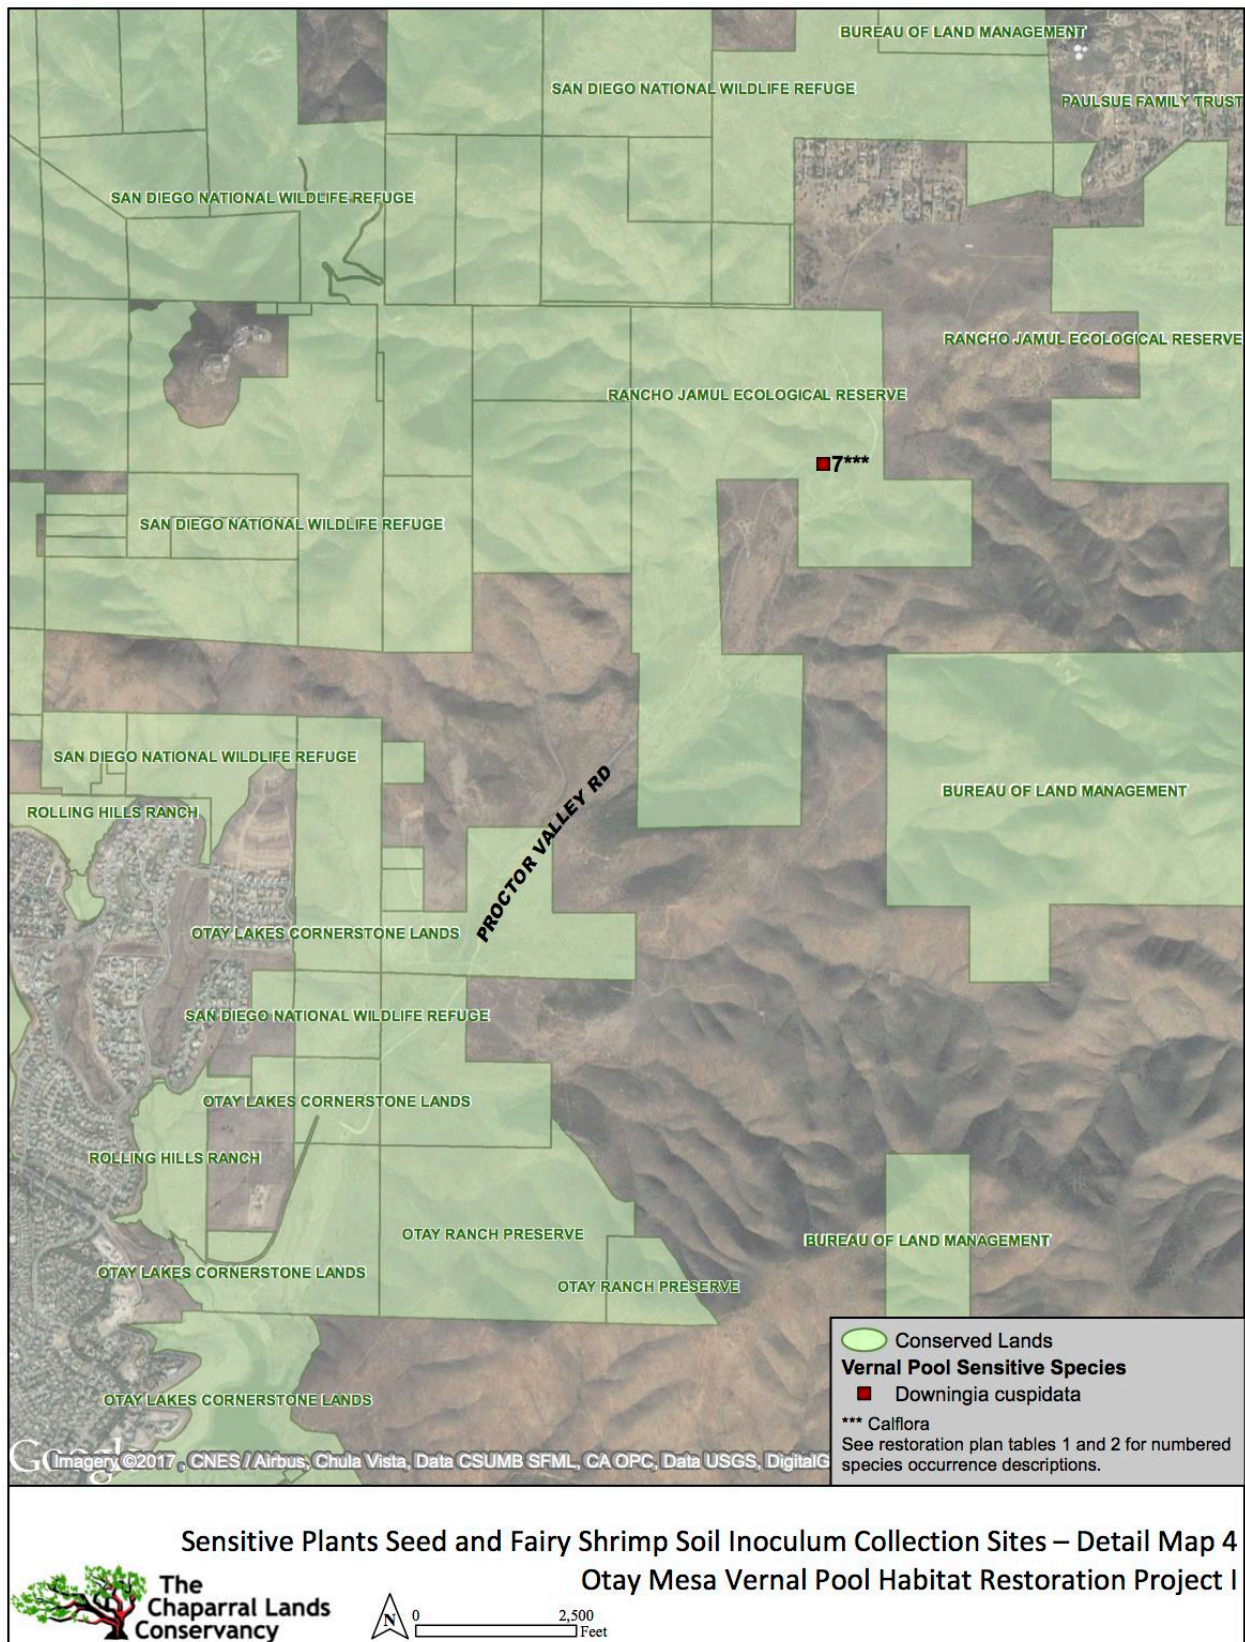 BUREAU OF LAND MANAGEMENT
SAN DIEGO NATIONAL WILDLIFE REFUGE
PAULSUE FAMILY TRUST
SAN DIEGO NATIONAL WILDLIFE REFUGE
RANCHO JAMUL ECOLOGICAL RESERVE
RANCHO JAMUL ECOLOGICAL RESERVE
7***
SAN DIEGO NATIONAL WILDLIFE REFUGE
SAN DIEGO NATIONAL WILDLIFE REFUGE
BUREAU OF LAND MANAGEMENT
ROLLING HILLS RANCH
PROCTOR VALLEY RD
OTAY LAKES CORNERSTONE LANDS
SAN DIEGO NATIONAL WILDLIFE REFUGE
OTAY LAKES CORNERSTONE LANDS
ROLLING HILLS RANCH
OTAY RANCH PRESERVE
BUREAU OF LAND MANAGEMENT
OTAY LAKES CORNERSTONE LANDS
OTAY RANCH PRESERVE
OTAY LAKES CORNERSTONE LANDS
Conserved Lands
Vernal Pool Sensitive Species
Downingia cuspidata
*** Calflora
See restoration plan tables 1 and 2 for numbered
species occurrence descriptions.
Google
Imagery ©2017 , CNES / Airbus, Chula Vista, Data CSUMB SFML, CA OPC, Data USGS, DigitalG
Sensitive Plants Seed and Fairy Shrimp Soil Inoculum Collection Sites – Detail Map 4
Otay Mesa Vernal Pool Habitat Restoration Project I
The
Chaparral Lands
Conservancy
N
0 2,500
Feet